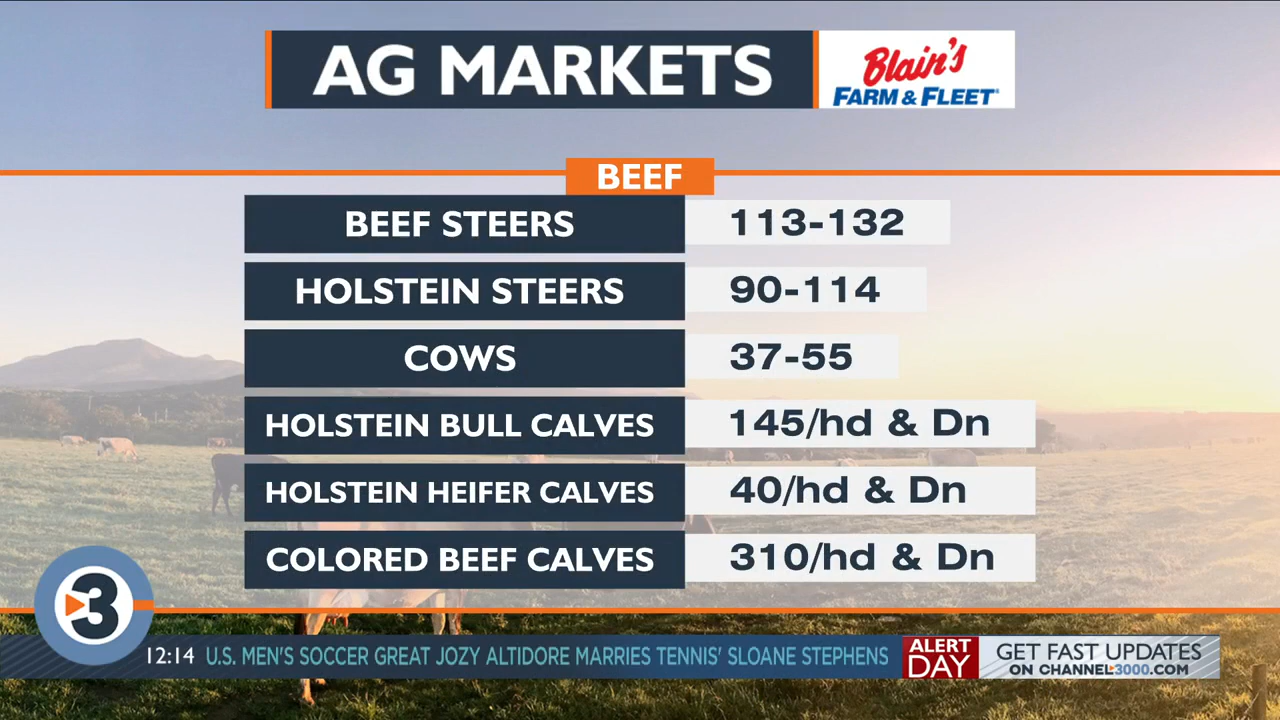 AG MARKETS
Blain's
FARM & FLEET
BEEF
BEEF STEERS 113-132
HOLSTEIN STEERS 90-114
COWS 37-55
HOLSTEIN BULL CALVES 145/hd & Dn
HOLSTEIN HEIFER CALVES 40/hd & Dn
COLORED BEEF CALVES 310/hd & Dn
3
12:14 U.S. MEN'S SOCCER GREAT JOZY ALTIDORE MARRIES TENNIS' SLOANE STEPHENS
ALERT
DAY
GET FAST UPDATES
ON CHANNEL3000.COM